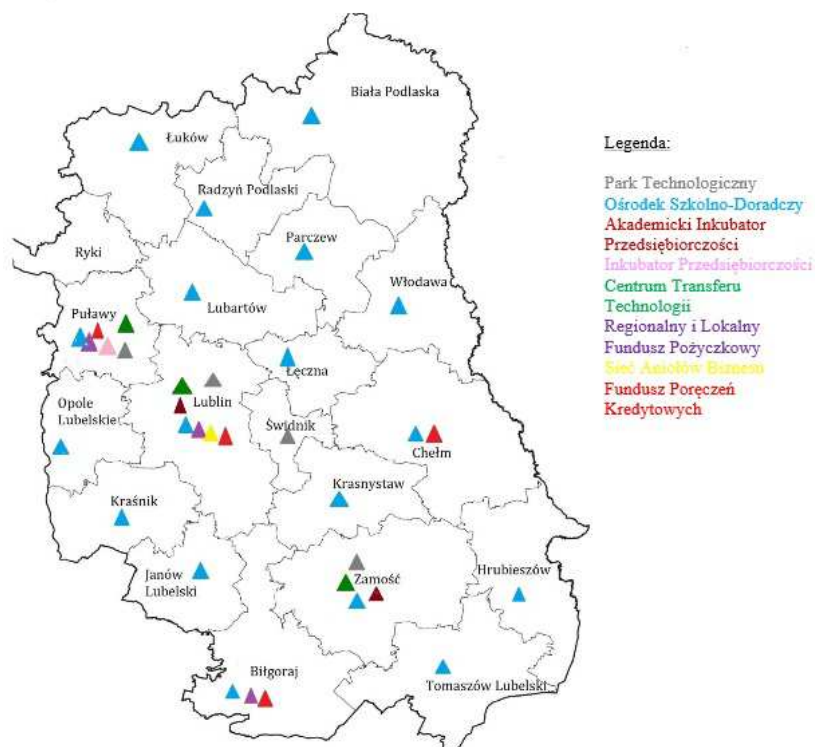 Biała Podlaska
Łuków
Radzyń Podlaski
Parczew
Ryki
Włodawa
Lubartów
Puławy
Łęczna
Lublin
Opole
Lubelskie
Świdnik
Chełm
Krasnystaw
Kraśnik
Hrubieszów
Janów
Lubelski
Zamość
Biłgoraj
Tomaszów Lubelski
Legenda:
Park Technologiczny
Ośrodek Szkolno-Doradczy
Akademicki Inkubator
Przedsiębiorczości
Inkubator Przedsiębiorczości
Centrum Transferu
Technologii
Regionalny i Lokalny
Fundusz Pożyczkowy
Sieć Aniołów Biznesu
Fundusz Poręczeń
Kredytowych